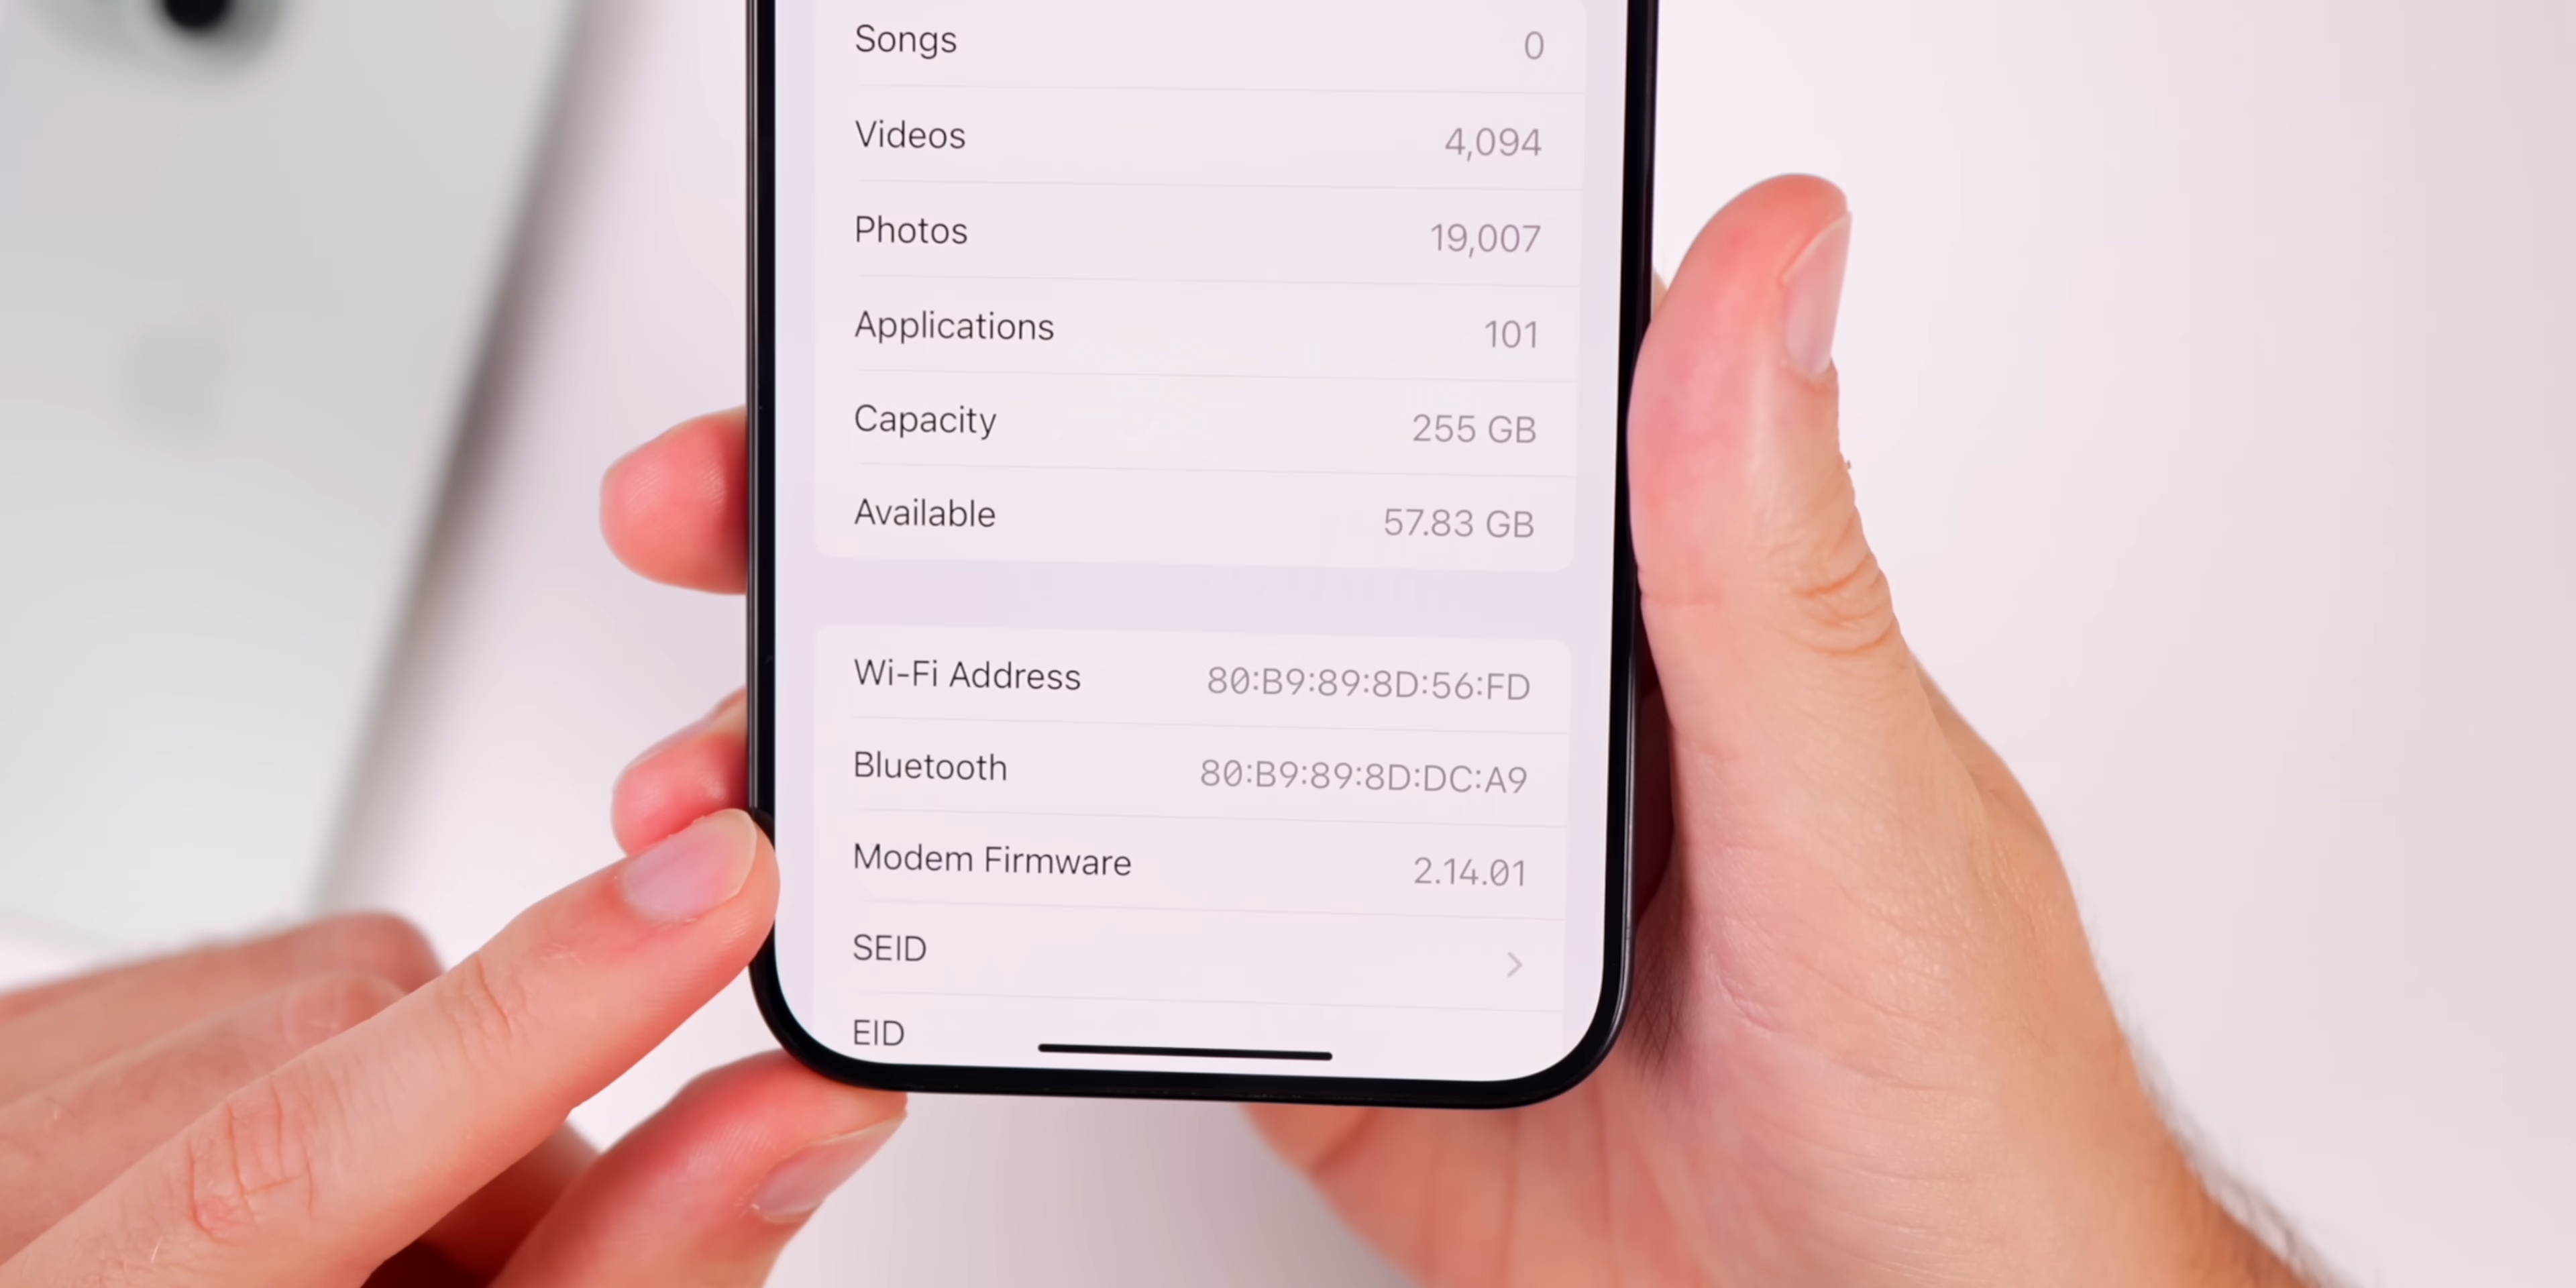 Songs 0
Videos 4,094
Photos 19,007
Applications 101
Capacity 255 GB
Available 57.83 GB
Wi-Fi Address 80:B9:89:8D:56:FD
Bluetooth 80:B9:89:8D:DC:A9
Modem Firmware 2.14.01
SEID
EID